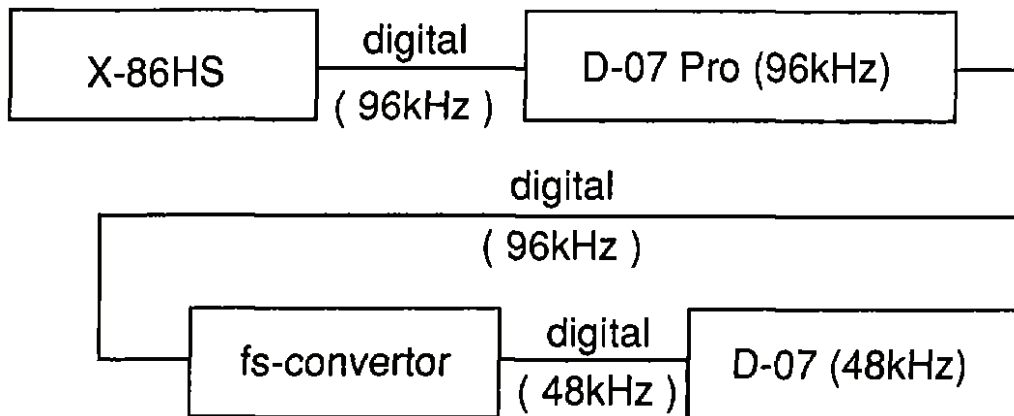 X-86HS
digital
( 96kHz )
D-07 Pro (96kHz)
digital
( 96kHz )
fs-convertor
digital
( 48kHz )
D-07 (48kHz)